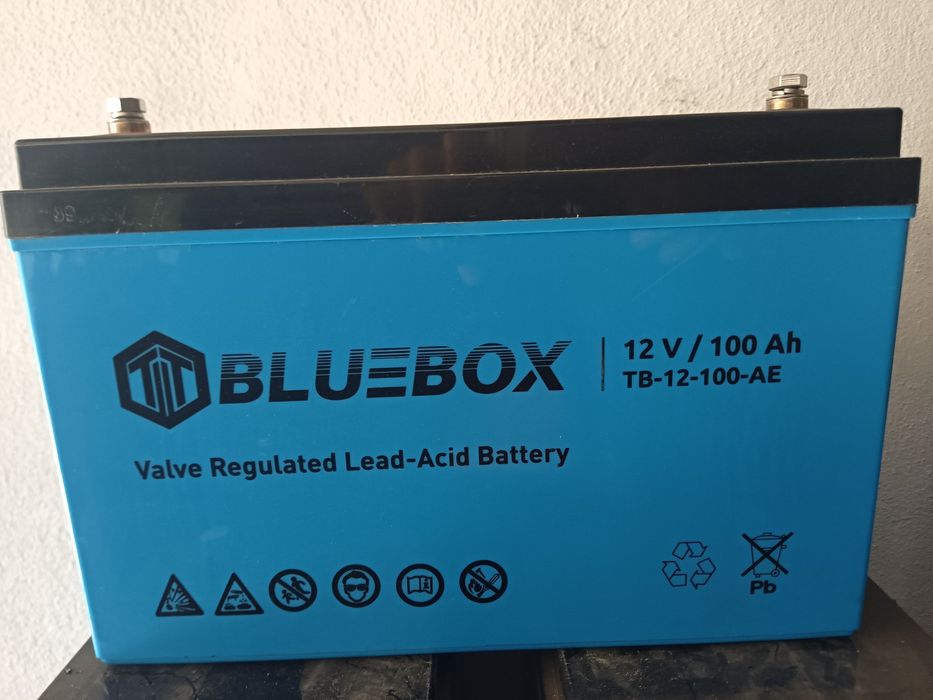 BLUEBOX
12 V / 100 Ah
TB-12-100-AE
Valve Regulated Lead-Acid Battery
Pb